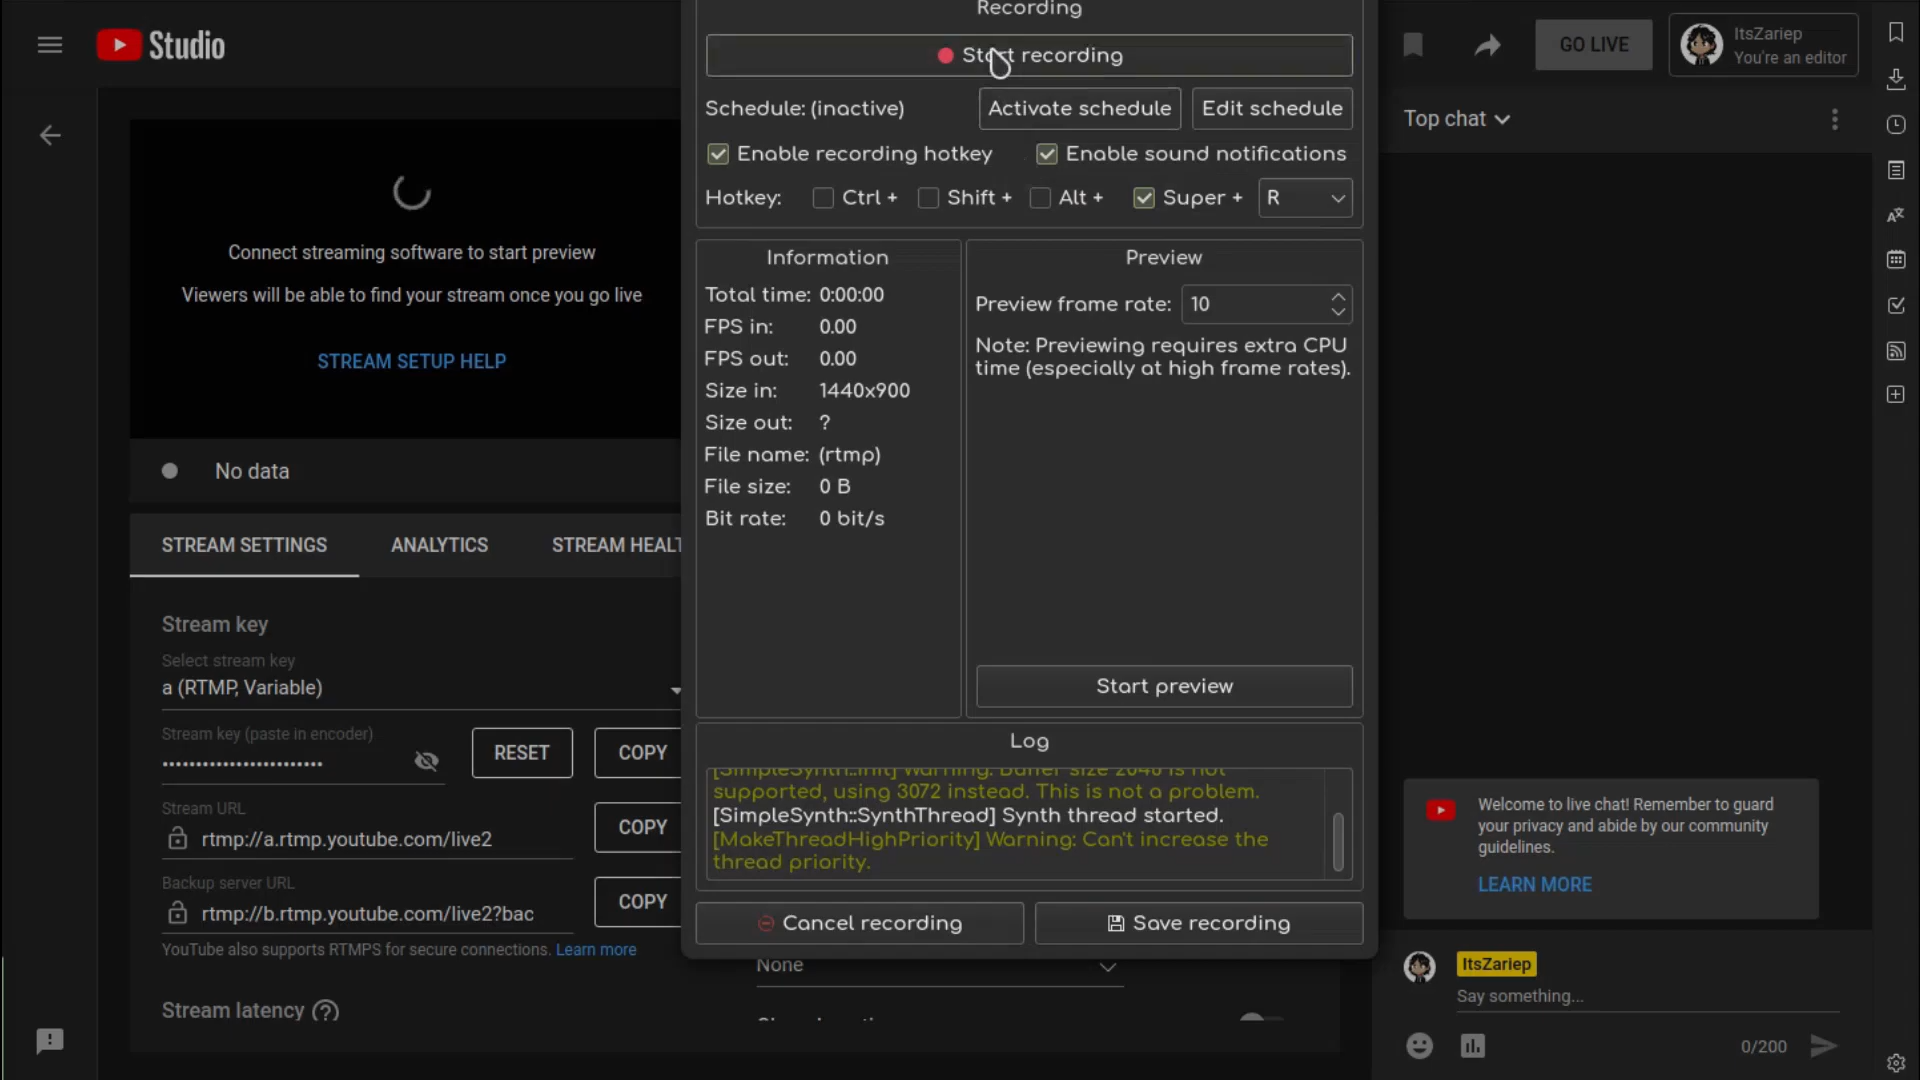 Studio
Connect streaming software to start preview
Viewers will be able to find your stream once you go live
STREAM SETUP HELP
No data
STREAM SETTINGS
ANALYTICS
STREAM HEALT
Stream key
Select stream key
a (RTMP, Variable)
Stream key (paste in encoder)
•••••••••••••••••••••••••
RESET
COPY
Stream URL
rtmp://a.rtmp.youtube.com/live2
COPY
Backup server URL
rtmp://b.rtmp.youtube.com/live2?bac
COPY
YouTube also supports RTMPS for secure connections. Learn more
Stream latency
Recording
Start recording
Schedule: (inactive)
Activate schedule
Edit schedule
Enable recording hotkey
Enable sound notifications
Hotkey:
Ctrl +
Shift +
Alt +
Super +
R
Information
Total time: 0:00:00
FPS in: 0.00
FPS out: 0.00
Size in: 1440x900
Size out: ?
File name: (rtmp)
File size: 0 B
Bit rate: 0 bit/s
Preview
Preview frame rate: 10
Note: Previewing requires extra CPU
time (especially at high frame rates).
Start preview
Log
[SimpleSynth::Init] Warning: Buffer size 2048 is not
supported, using 3072 instead. This is not a problem.
[SimpleSynth::SynthThread] Synth thread started.
[MakeThreadHighPriority] Warning: Can't increase the
thread priority.
Cancel recording
Save recording
None
GO LIVE
ItsZariep
You're an editor
Top chat
Welcome to live chat! Remember to guard
your privacy and abide by our community
guidelines.
LEARN MORE
ItsZariep
Say something...
0/200